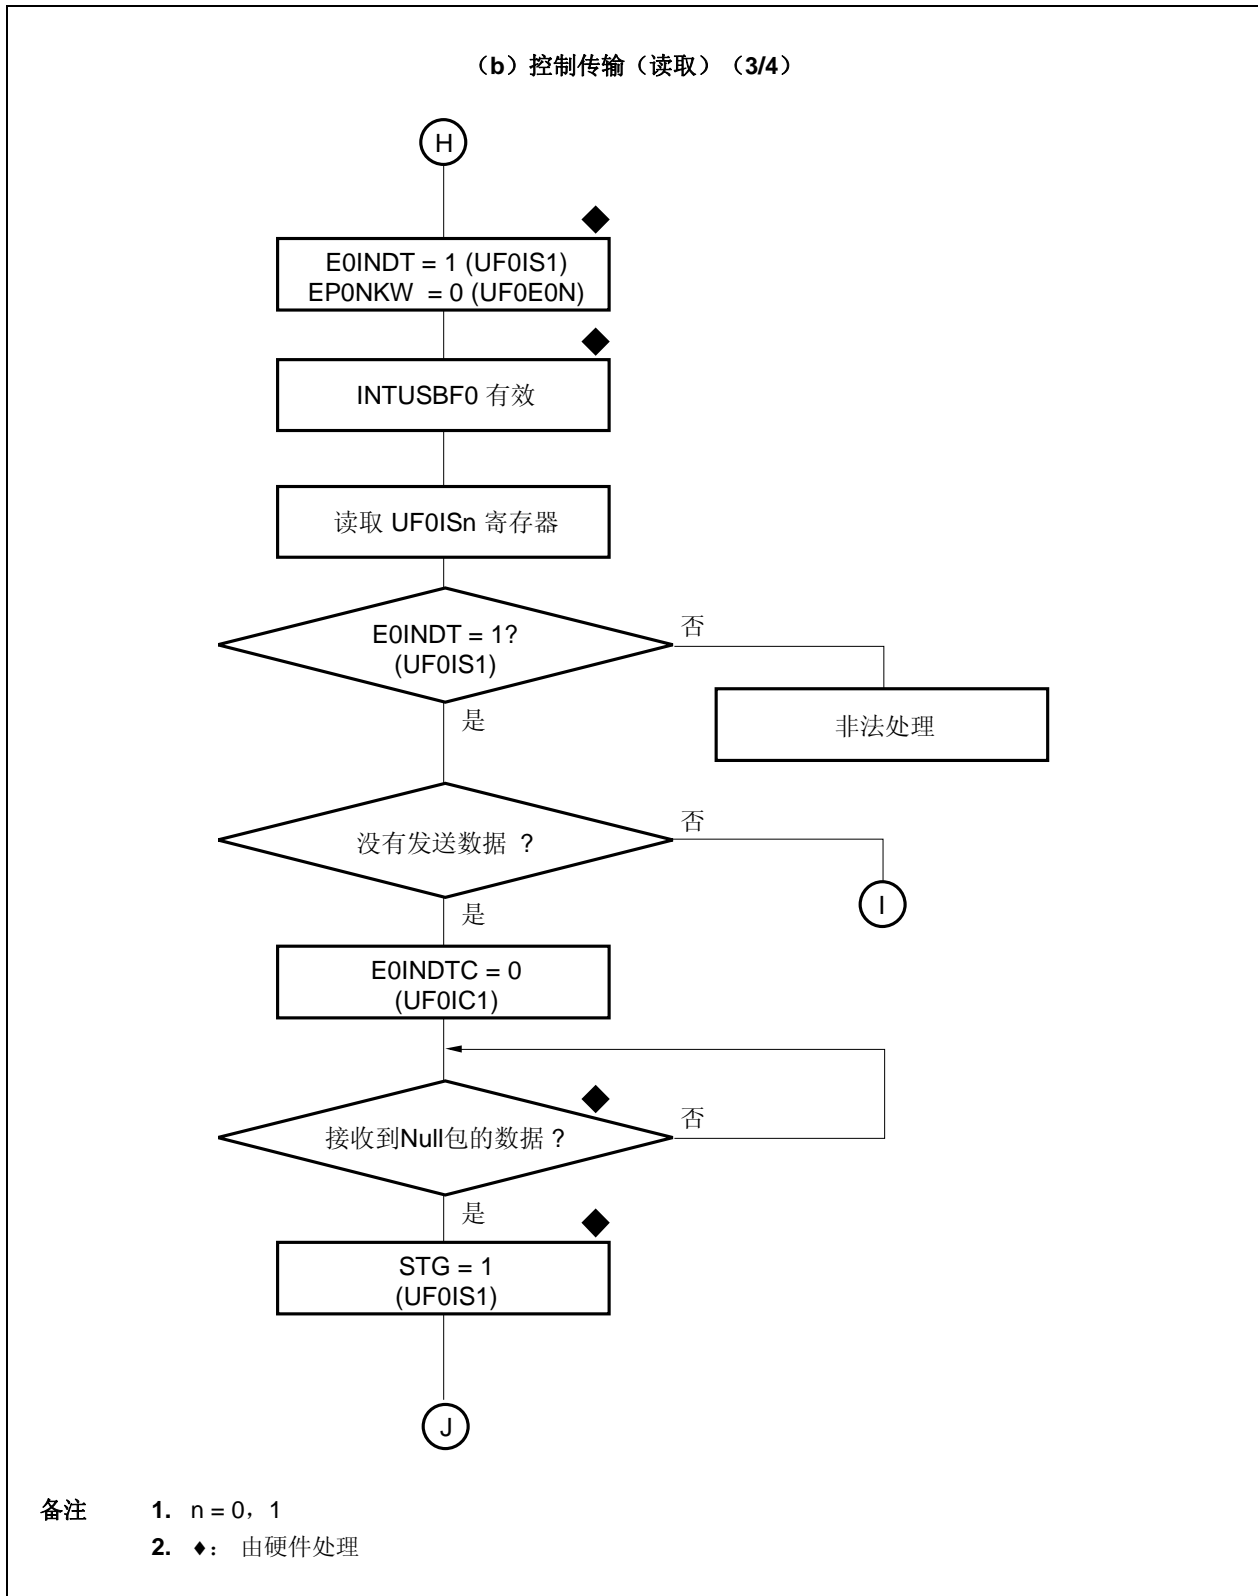 （b）控制传输（读取）（3/4）
H
E0INDT = 1 (UF0IS1)
EP0NKW = 0 (UF0E0N)
INTUSBF0 有效
读取 UF0ISn 寄存器
E0INDT = 1?
(UF0IS1)
否
是
非法处理
没有发送数据 ?
否
是
I
E0INDTC = 0
(UF0IC1)
接收到Null包的数据 ?
否
是
STG = 1
(UF0IS1)
J
备注 1. n = 0，1
2. ♦： 由硬件处理